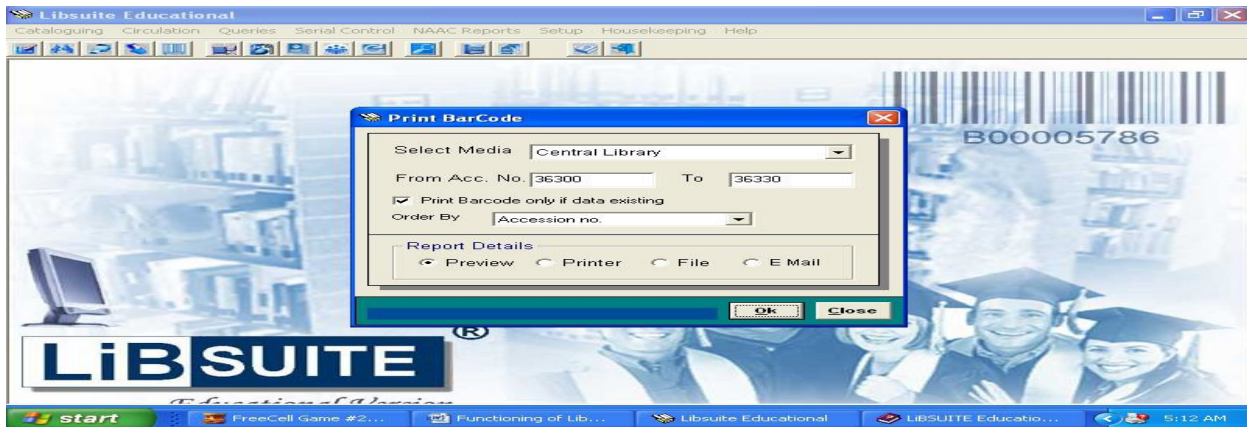 Libsuite Educational
Cataloguing Circulation Queries Serial Control NAAC Reports Setup Housekeeping Help
B00005786
Print BarCode
Select Media Central Library
From Acc. No. 36300 To 36330
Print Barcode only if data existing
Order By Accession no.
Report Details
Preview Printer File E Mail
Ok Close
LiBSUITE ®
Educational Version
start FreeCell Game #2... Functioning of Lib... Libsuite Educational LiBSUITE Educatio... 5:12 AM